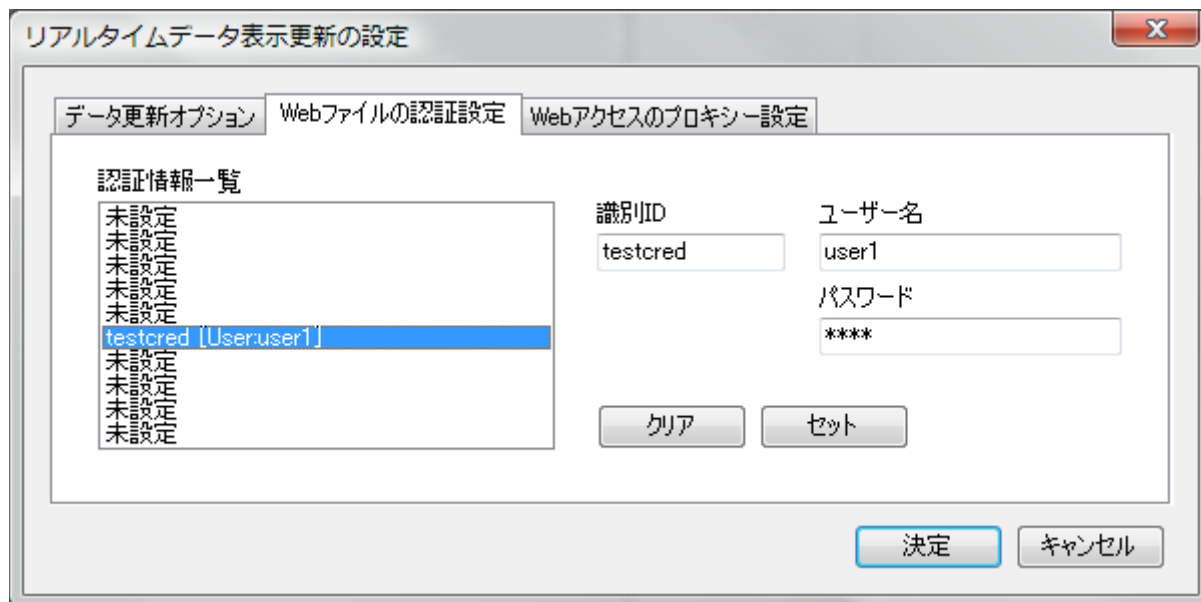 リアルタイムデータ表示更新の設定
データ更新オプション
Webファイルの認証設定
Webアクセスのプロキシー設定
認証情報一覧
未設定
未設定
未設定
未設定
未設定
testcred [User:user1]
未設定
未設定
未設定
未設定
識別ID
testcred
ユーザー名
user1
パスワード
****
クリア
セット
決定
キャンセル